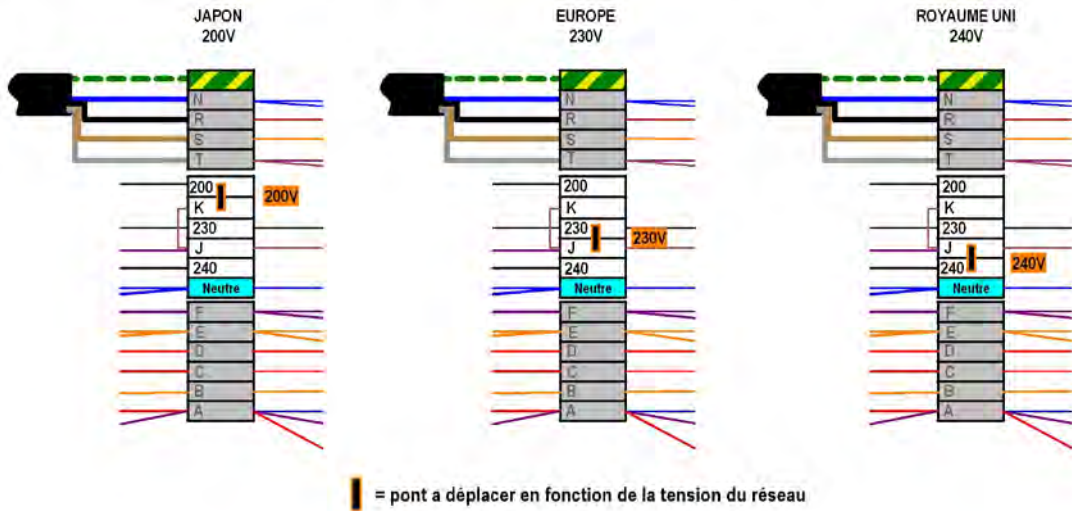 JAPON
200V
N
R
S
T
200
K
230
J
240
Neutre
F
E
D
C
B
A
200V
EUROPE
230V
N
R
S
T
200
K
230
J
240
Neutre
F
E
D
C
B
A
230V
ROYAUME UNI
240V
N
R
S
T
200
K
230
J
240
Neutre
F
E
D
C
B
A
240V
= pont a déplacer en fonction de la tension du réseau